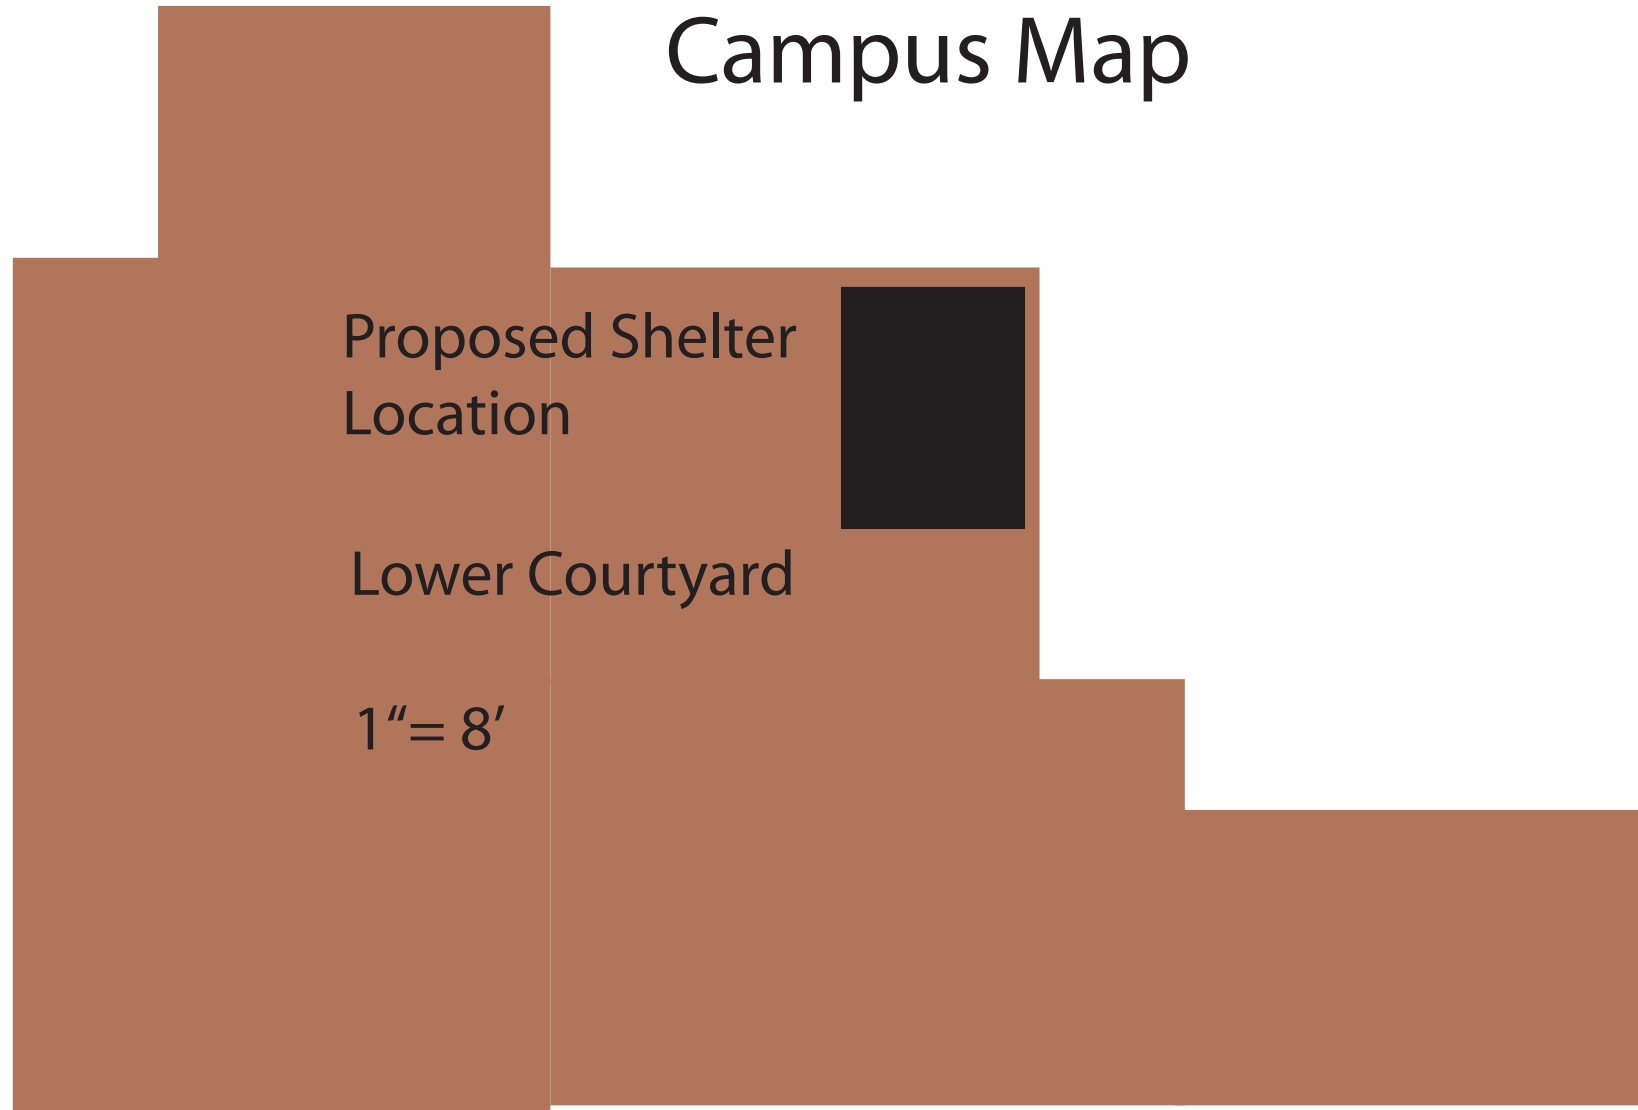 Campus Map
Proposed Shelter
Location
Lower Courtyard
1“= 8’